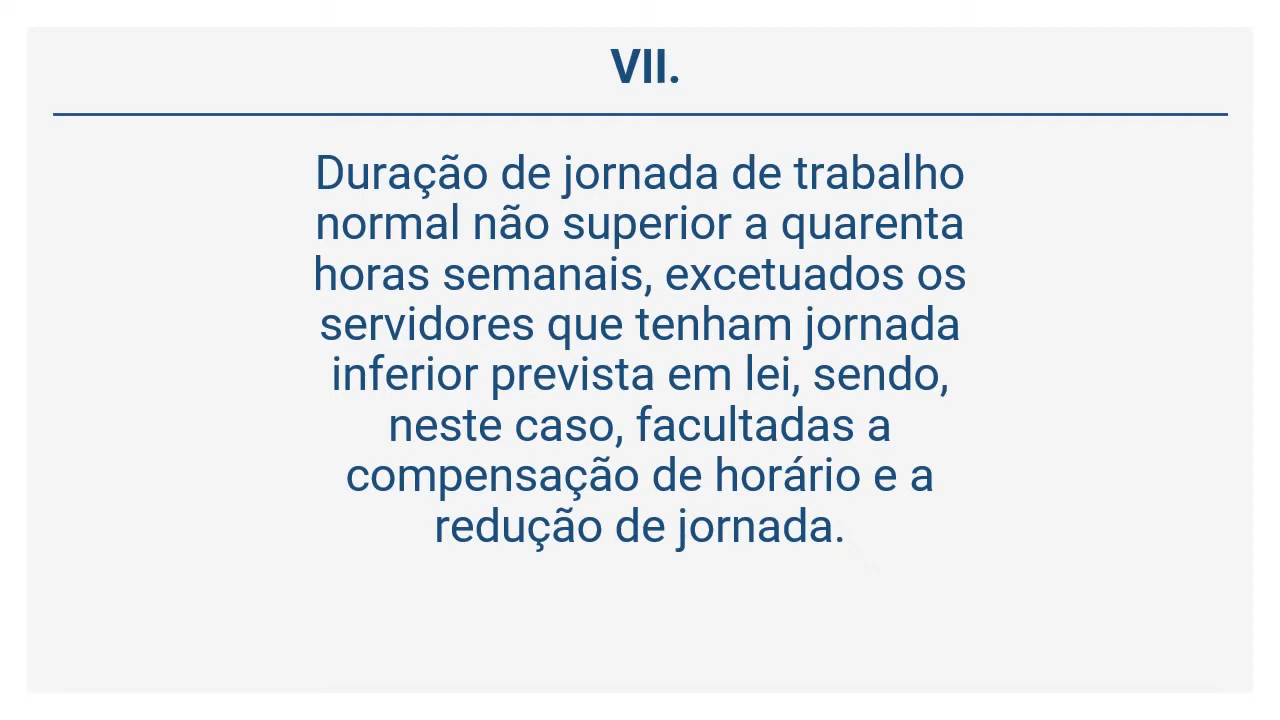 VII.
Duração de jornada de trabalho
normal não superior a quarenta
horas semanais, excetuados os
servidores que tenham jornada
inferior prevista em lei, sendo,
neste caso, facultadas a
compensação de horário e a
redução de jornada.